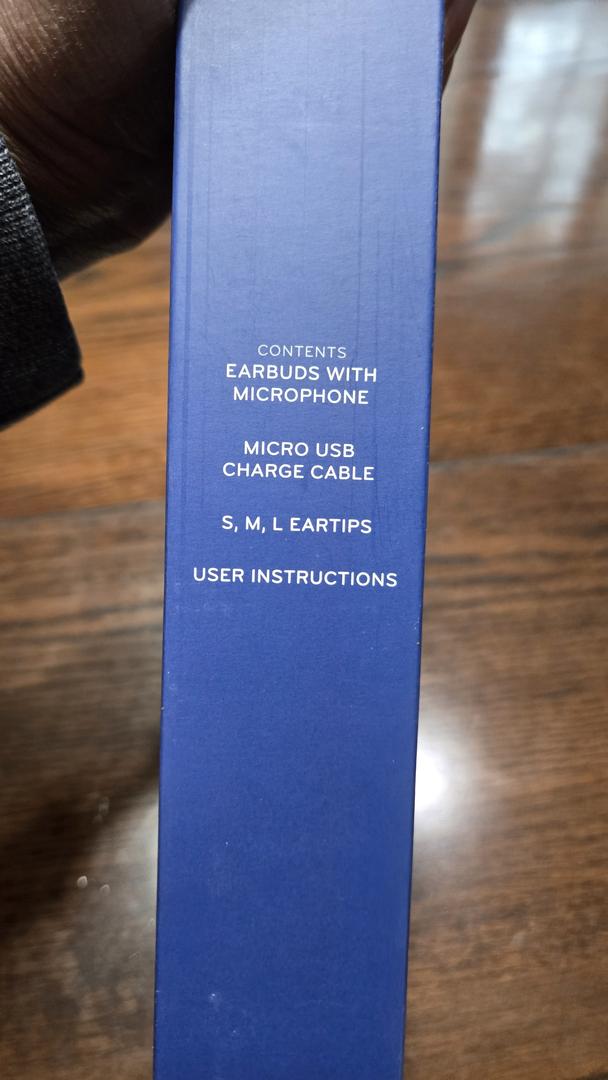 CONTENTS
EARBUDS WITH
MICROPHONE
MICRO USB
CHARGE CABLE
S, M, L EARTIPS
USER INSTRUCTIONS